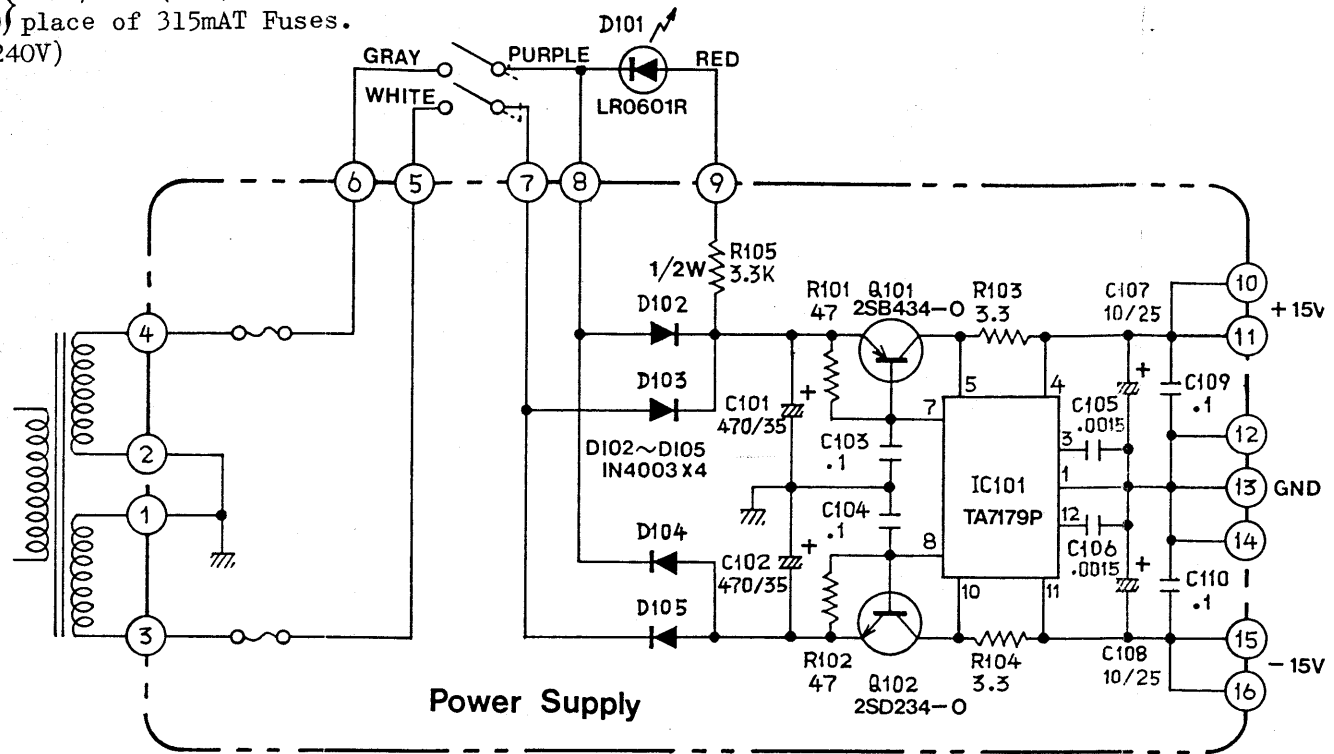 place of 315mAT Fuses.
240V)
D101
GRAY
PURPLE
RED
WHITE
LR0601R
6
5
7
8
9
1/2W
R105
3.3K
D102
R101
47
Q101
2SB434-O
R103
3.3
C107
10/25
10
+15V
11
4
D103
5
4
C101
470/35
+
7
C105
.0015
+
C109
.1
3
12
2
D102~D105
1N4003X4
C103
.1
IC101
TA7179P
1
13
GND
1
C104
.1
12
14
D104
C102
470/35
+
8
C106
.0015
+
C110
.1
10
11
3
D105
15
-15V
R102
47
Q102
2SD234-O
R104
3.3
C108
10/25
16
Power Supply